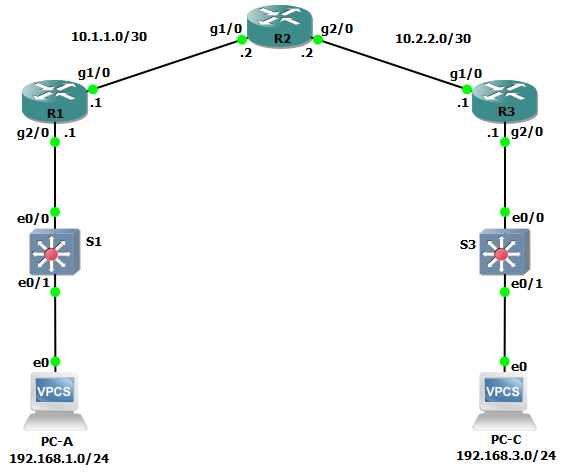 R2
10.1.1.0/30
g1/0
g2/0
10.2.2.0/30
.2
.2
g1/0
g1/0
.1
.1
R1
R3
g2/0
.1
.1
g2/0
e0/0
e0/0
S1
S3
e0/1
e0/1
e0
e0
VPCS
VPCS
PC-A
192.168.1.0/24
PC-C
192.168.3.0/24